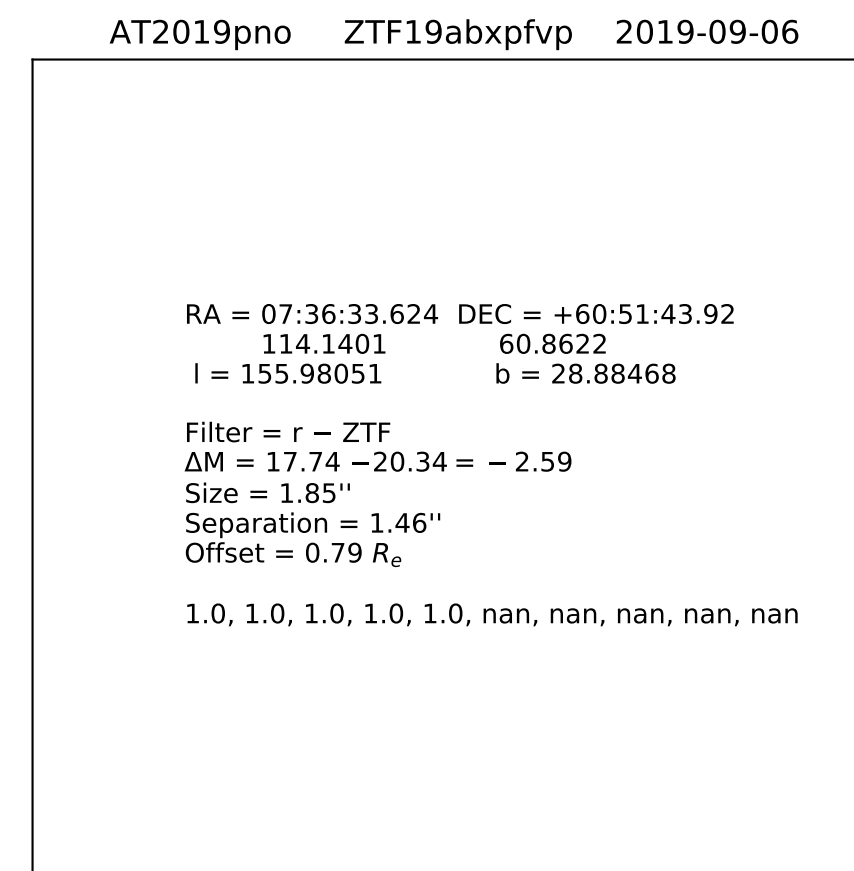 AT2019pno ZTF19abxpfvp 2019-09-06
RA = 07:36:33.624 DEC = +60:51:43.92
114.1401 60.8622
l = 155.98051 b = 28.88468
Filter = r − ZTF
ΔM = 17.74 −20.34 = − 2.59
Size = 1.85''
Separation = 1.46''
Offset = 0.79 Rₑ
1.0, 1.0, 1.0, 1.0, 1.0, nan, nan, nan, nan, nan